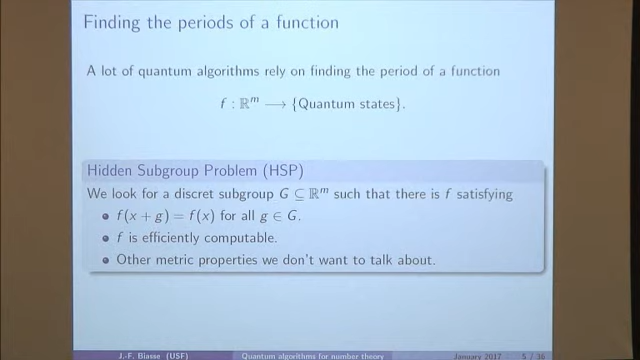 Finding the periods of a function
A lot of quantum algorithms rely on finding the period of a function
f : ℝᵐ ⟶ {Quantum states}.
Hidden Subgroup Problem (HSP)
We look for a discret subgroup G ⊆ ℝᵐ such that there is f satisfying
• f(x + g) = f(x) for all g ∈ G.
• f is efficiently computable.
• Other metric properties we don't want to talk about.
J.-F. Biasse (USF) Quantum algorithms for number theory January 2017 5 / 36